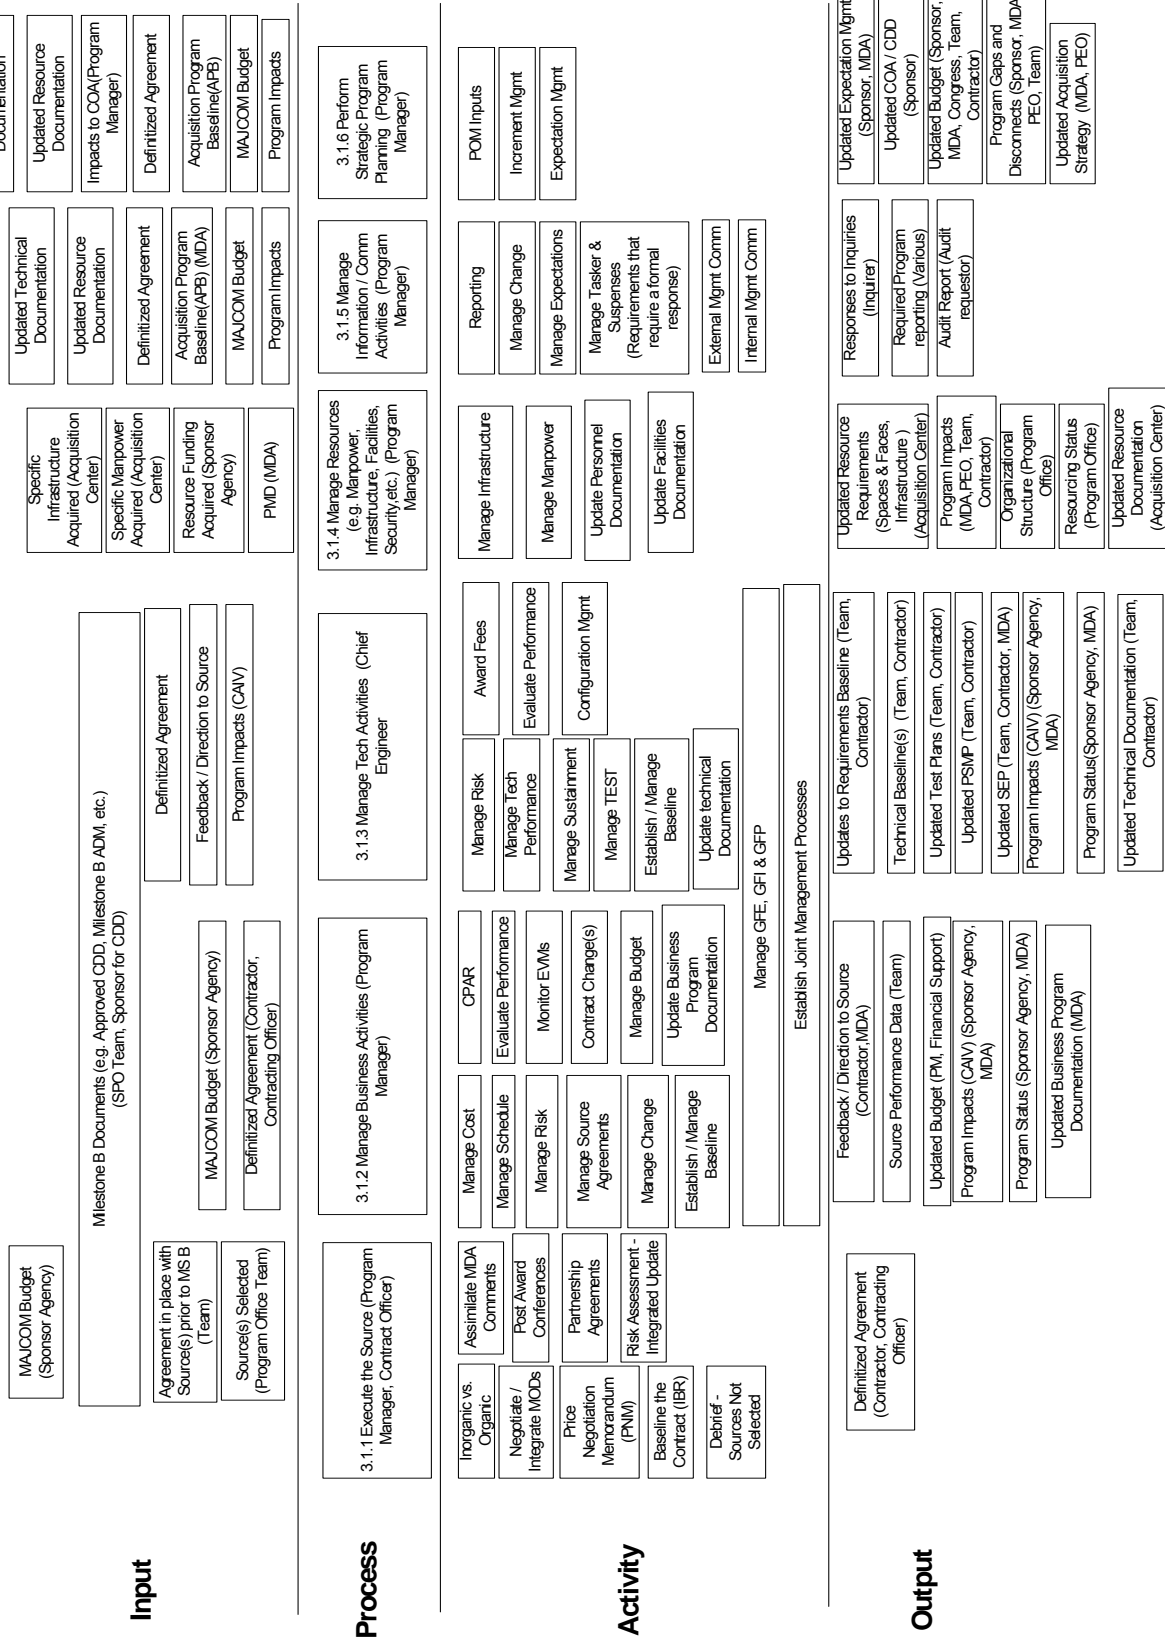 Input
MAJCOM Budget
(Sponsor Agency)
Milestone B Documents (e.g. Approved CDD, Milestone B ADM, etc.)
(SPO Team, Sponsor for CDD)
Agreement in place with
Source(s) prior to MS B
(Team)
Source(s) Selected
(Program Office Team)
MAJCOM Budget (Sponsor Agency)
Definitized Agreement (Contractor,
Contracting Officer)
Definitized Agreement
Feedback / Direction to Source
Program Impacts (CAIV)
Specific
Infrastructure
Acquired (Acquisition
Center)
Specific Manpower
Acquired (Acquisition
Center)
Resource Funding
Acquired (Sponsor
Agency)
PMD (MDA)
Updated Technical
Documentation
Updated Resource
Documentation
Definitized Agreement
Acquisition Program
Baseline(APB) (MDA)
MAJCOM Budget
Program Impacts
Documentation
Updated Resource
Documentation
Impacts to COA(Program
Manager)
Definitized Agreement
Acquisition Program
Baseline(APB)
MAJCOM Budget
Program Impacts
Process
3.1.1 Execute the Source (Program
Manager, Contract Officer)
3.1.2 Manage Business Activities (Program
Manager)
3.1.3 Manage Tech Activities (Chief
Engineer
3.1.4 Manage Resources
(e.g. Manpower,
Infrastructure, Facilities,
Security,etc.) (Program
Manager)
3.1.5 Manage
Information / Comm
Activities (Program
Manager)
3.1.6 Perform
Strategic Program
Planning (Program
Manager)
Activity
Inorganic vs.
Organic
Negotiate /
Integrate MODs
Price
Negotiation
Memorandum
(PNM)
Baseline the
Contract (IBR)
Debrief -
Sources Not
Selected
Assimilate MDA
Comments
Post Award
Conferences
Partnership
Agreements
Risk Assessment -
Integrated Update
Manage Cost
Manage Schedule
Manage Risk
Manage Source
Agreements
Manage Change
Establish / Manage
Baseline
CPAR
Evaluate Performance
Monitor EVMs
Contract Change(s)
Manage Budget
Update Business
Program
Documentation
Manage Risk
Manage Tech
Performance
Manage Sustainment
Manage TEST
Establish / Manage
Baseline
Update technical
Documentation
Award Fees
Evaluate Performance
Configuration Mgmt
Manage GFE, GFI & GFP
Establish Joint Management Processes
Manage Infrastructure
Manage Manpower
Update Personnel
Documentation
Update Facilities
Documentation
Reporting
Manage Change
Manage Expectations
Manage Tasker &
Suspenses
(Requirements that
require a formal
response)
External Mgmt Comm
Internal Mgmt Comm
POM Inputs
Increment Mgmt
Expectation Mgmt
Output
Definitized Agreement
(Contractor, Contracting
Officer)
Feedback / Direction to Source
(Contractor,MDA)
Source Performance Data (Team)
Updated Budget (PM, Financial Support)
Program Impacts (CAIV) (Sponsor Agency,
MDA)
Program Status (Sponsor Agency, MDA)
Updated Business Program
Documentation (MDA)
Updates to Requirements Baseline (Team,
Contractor)
Technical Baseline(s) (Team, Contractor)
Updated Test Plans (Team, Contractor)
Updated PSMP (Team, Contractor)
Updated SEP (Team, Contractor, MDA)
Program Impacts (CAIV) (Sponsor Agency,
MDA)
Program Status(Sponsor Agency, MDA)
Updated Technical Documentation (Team,
Contractor)
Updated Resource
Requirements
(Spaces & Faces,
Infrastructure )
(Acquisition Center)
Program Impacts
(MDA,PEO, Team,
Contractor)
Organizational
Structure (Program
Office)
Resourcing Status
(Program Office)
Updated Resource
Documentation
(Acquisition Center)
Responses to Inquiries
(Inquirer)
Required Program
reporting (Various)
Audit Report (Audit
requestor)
Updated Expectation Mgmt
(Sponsor, MDA)
Updated COA / CDD
(Sponsor)
Updated Budget (Sponsor,
MDA, Congress, Team,
Contractor)
Program Gaps and
Disconnects (Sponsor, MDA
PEO, Team)
Updated Acquisition
Strategy (MDA, PEO)